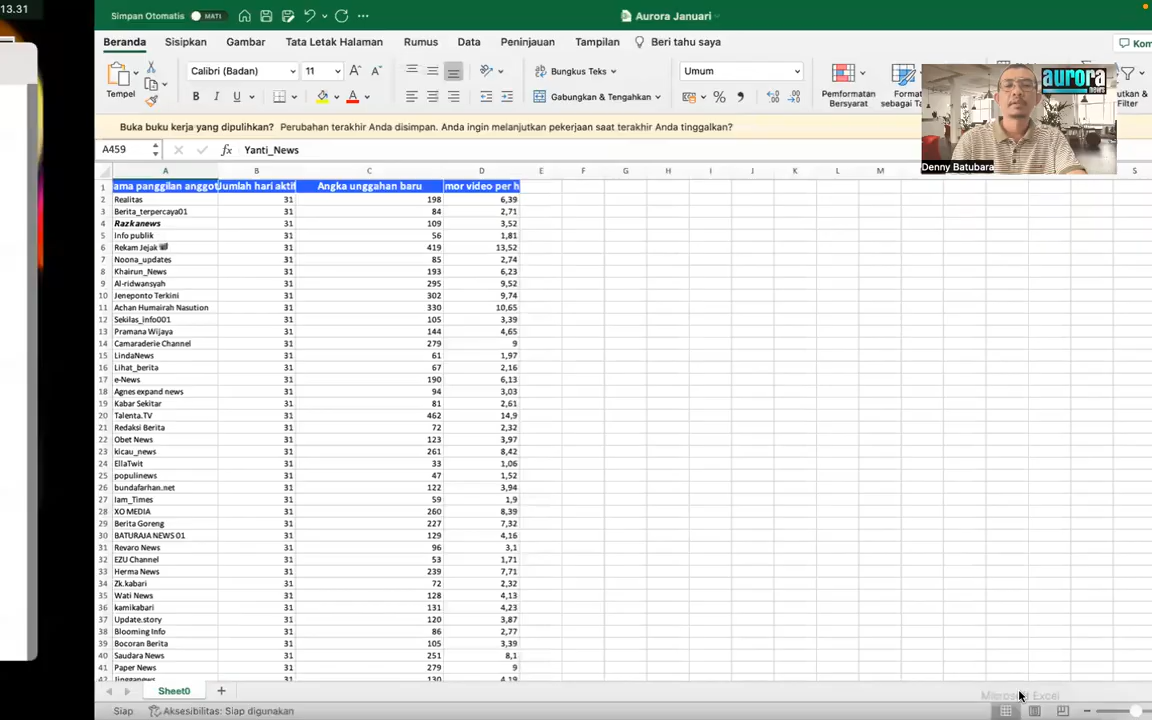 13.31
Simpan Otomatis MATI
Aurora Januari
Beranda Sisipkan Gambar Tata Letak Halaman Rumus Data Peninjauan Tampilan Beri tahu saya
Tempel
Calibri (Badan) 11
B I U
Bungkus Teks
Gabungkan & Tengahkan
Umum
Pemformatan
Bersyarat
aurora
news
Denny Batubara
Filter
Buka buku kerja yang dipulihkan? Perubahan terakhir Anda disimpan. Anda ingin melanjutkan pekerjaan saat terakhir Anda tinggalkan?
A459 fx Yanti_News
A B C D E F G H I J K L M S
1 ama panggilan anggot Jumlah hari aktif Angka unggahan baru mor video per h
2 Realitas 31 198 6,39
3 Berita_terpercaya01 31 84 2,71
4 Razkanews 31 109 3,52
5 Info publik 31 56 1,81
6 Rekam Jejak 31 419 13,52
7 Noona_updates 31 85 2,74
8 Khairun_News 31 193 6,23
9 Al-ridwansyah 31 295 9,52
10 Jeneponto Terkini 31 302 9,74
11 Achan Humairah Nasution 31 330 10,65
12 Sekilas_info001 31 105 3,39
13 Pramana Wijaya 31 144 4,65
14 Camaraderie Channel 31 279 9
15 LindaNews 31 61 1,97
16 Lihat_berita 31 67 2,16
17 e-News 31 190 6,13
18 Agnes expand news 31 94 3,03
19 Kabar Sekitar 31 81 2,61
20 Talenta.TV 31 462 14,9
21 Redaksi Berita 31 72 2,32
22 Obet News 31 123 3,97
23 kicau_news 31 261 8,42
24 EllaTwit 31 33 1,06
25 populinews 31 47 1,52
26 bundafarhan.net 31 122 3,94
27 Iam_Times 31 59 1,9
28 XO MEDIA 31 260 8,39
29 Berita Goreng 31 227 7,32
30 BATURAJA NEWS 01 31 129 4,16
31 Revaro News 31 96 3,1
32 EZU Channel 31 53 1,71
33 Herma News 31 239 7,71
34 Zk.kabari 31 72 2,32
35 Wati News 31 128 4,13
36 kamikabari 31 131 4,23
37 Update.story 31 120 3,87
38 Blooming Info 31 86 2,77
39 Bocoran Berita 31 105 3,39
40 Saudara News 31 251 8,1
41 Paper News 31 279 9
Sheet0
Microsoft Excel
Siap Aksesibilitas: Siap digunakan